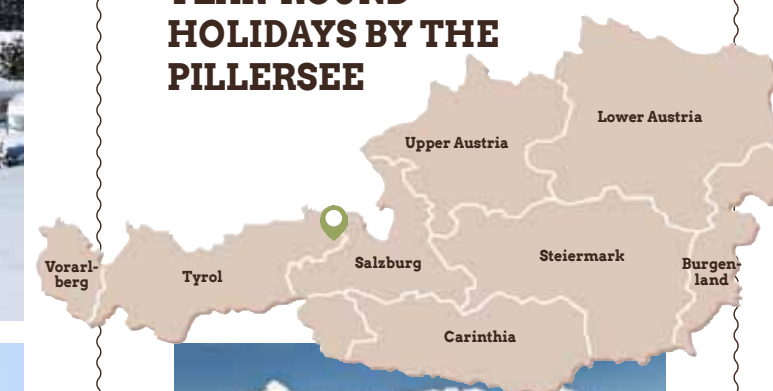 HOLIDAYS BY THE
PILLERSEE
Lower Austria
Upper Austria
Steiermark
Salzburg
Vorarl-
berg
Tyrol
Burgen-
land
Carinthia